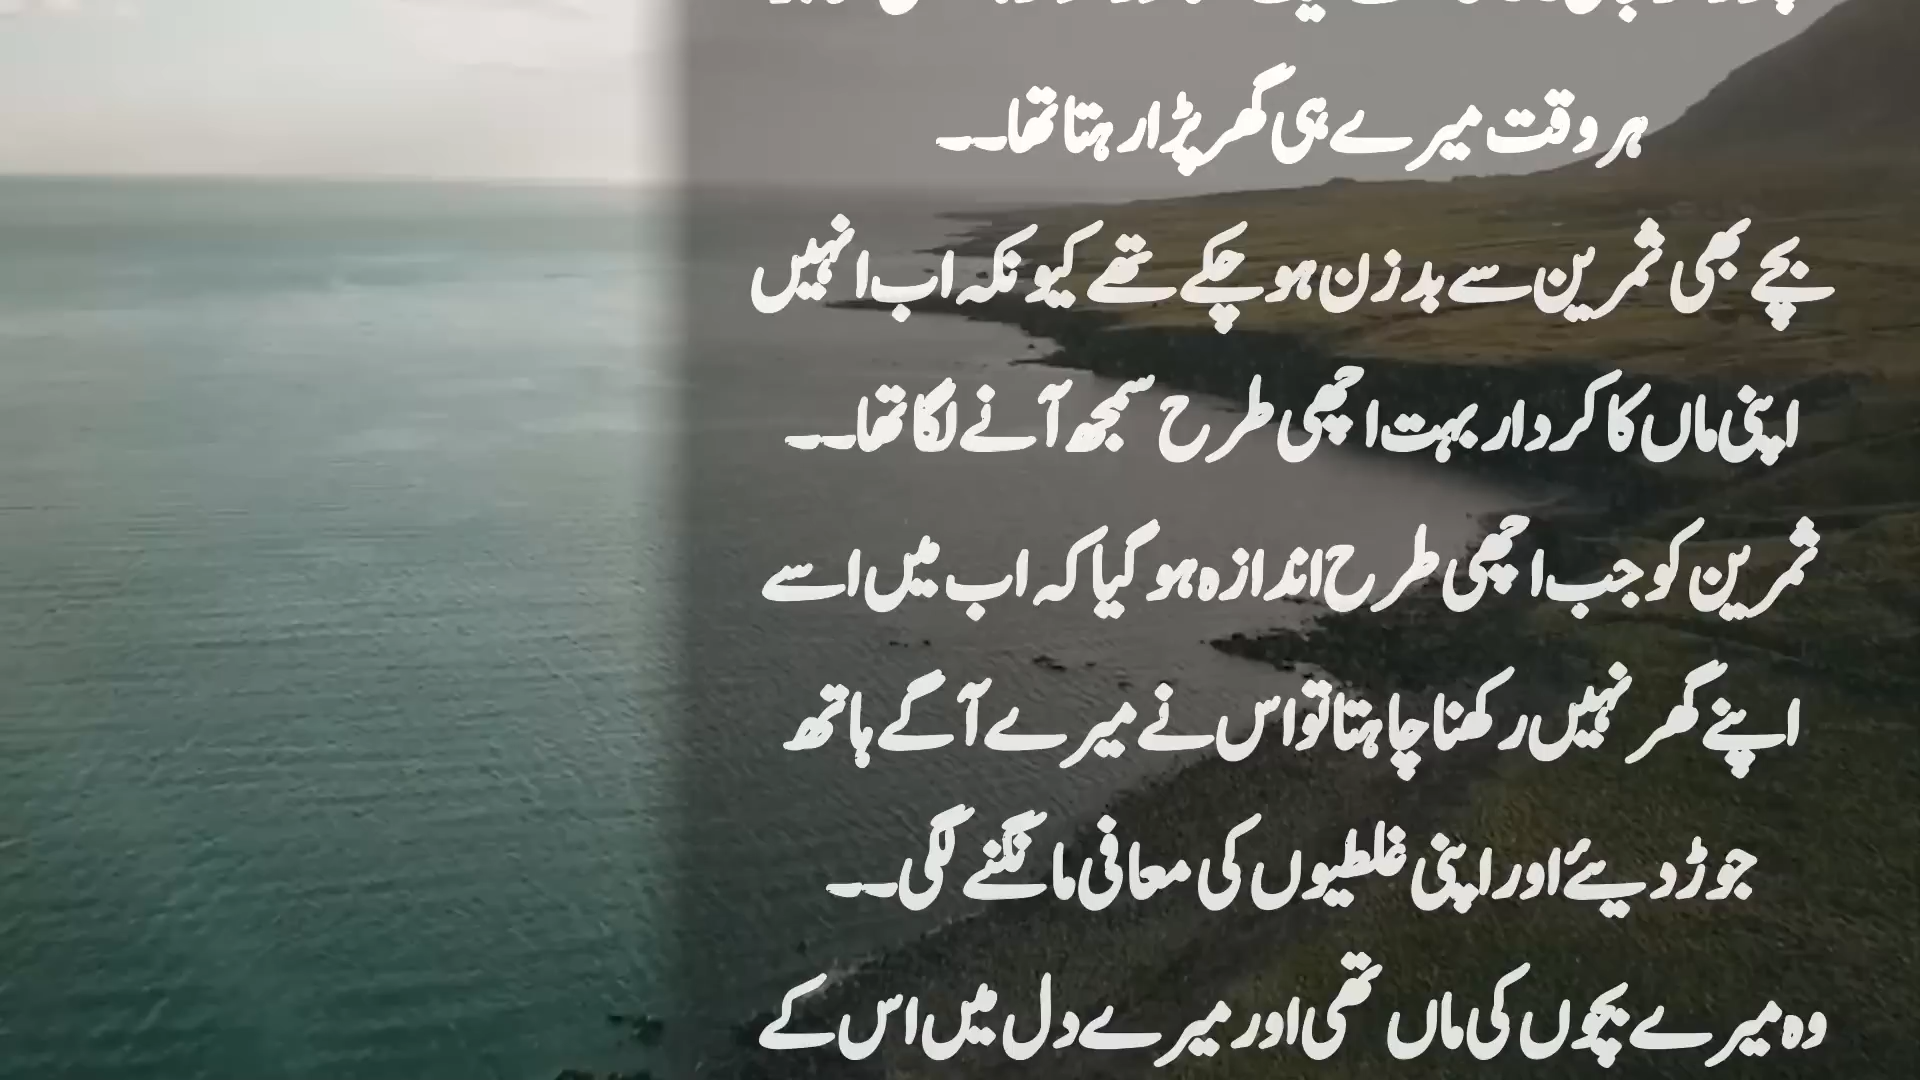 ہر وقت میرے ہی گھر پڑا رہتا تھا۔۔
بچے بھی ثمرین سے بدزن ہو چکے تھے کیونکہ اب انہیں
اپنی ماں کا کردار بہت اچھی طرح سمجھ آنے لگا تھا۔۔
ثمرین کو جب اچھی طرح اندازہ ہو گیا کہ اب میں اسے
اپنے گھر نہیں رکھنا چاہتا تو اس نے میرے آگے ہاتھ
جوڑ دیئے اور اپنی غلطیوں کی معافی مانگنے لگی۔۔
وہ میرے بچوں کی ماں تھی اور میرے دل میں اس کے